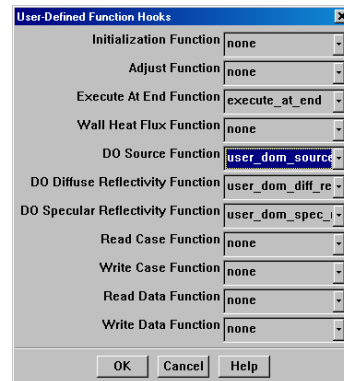 User-Defined Function Hooks
Initialization Function none
Adjust Function none
Execute At End Function execute_at_end
Wall Heat Flux Function none
DO Source Function user_dom_source
DO Diffuse Reflectivity Function user_dom_diff_re
DO Specular Reflectivity Function user_dom_spec_
Read Case Function none
Write Case Function none
Read Data Function none
Write Data Function none
OK Cancel Help